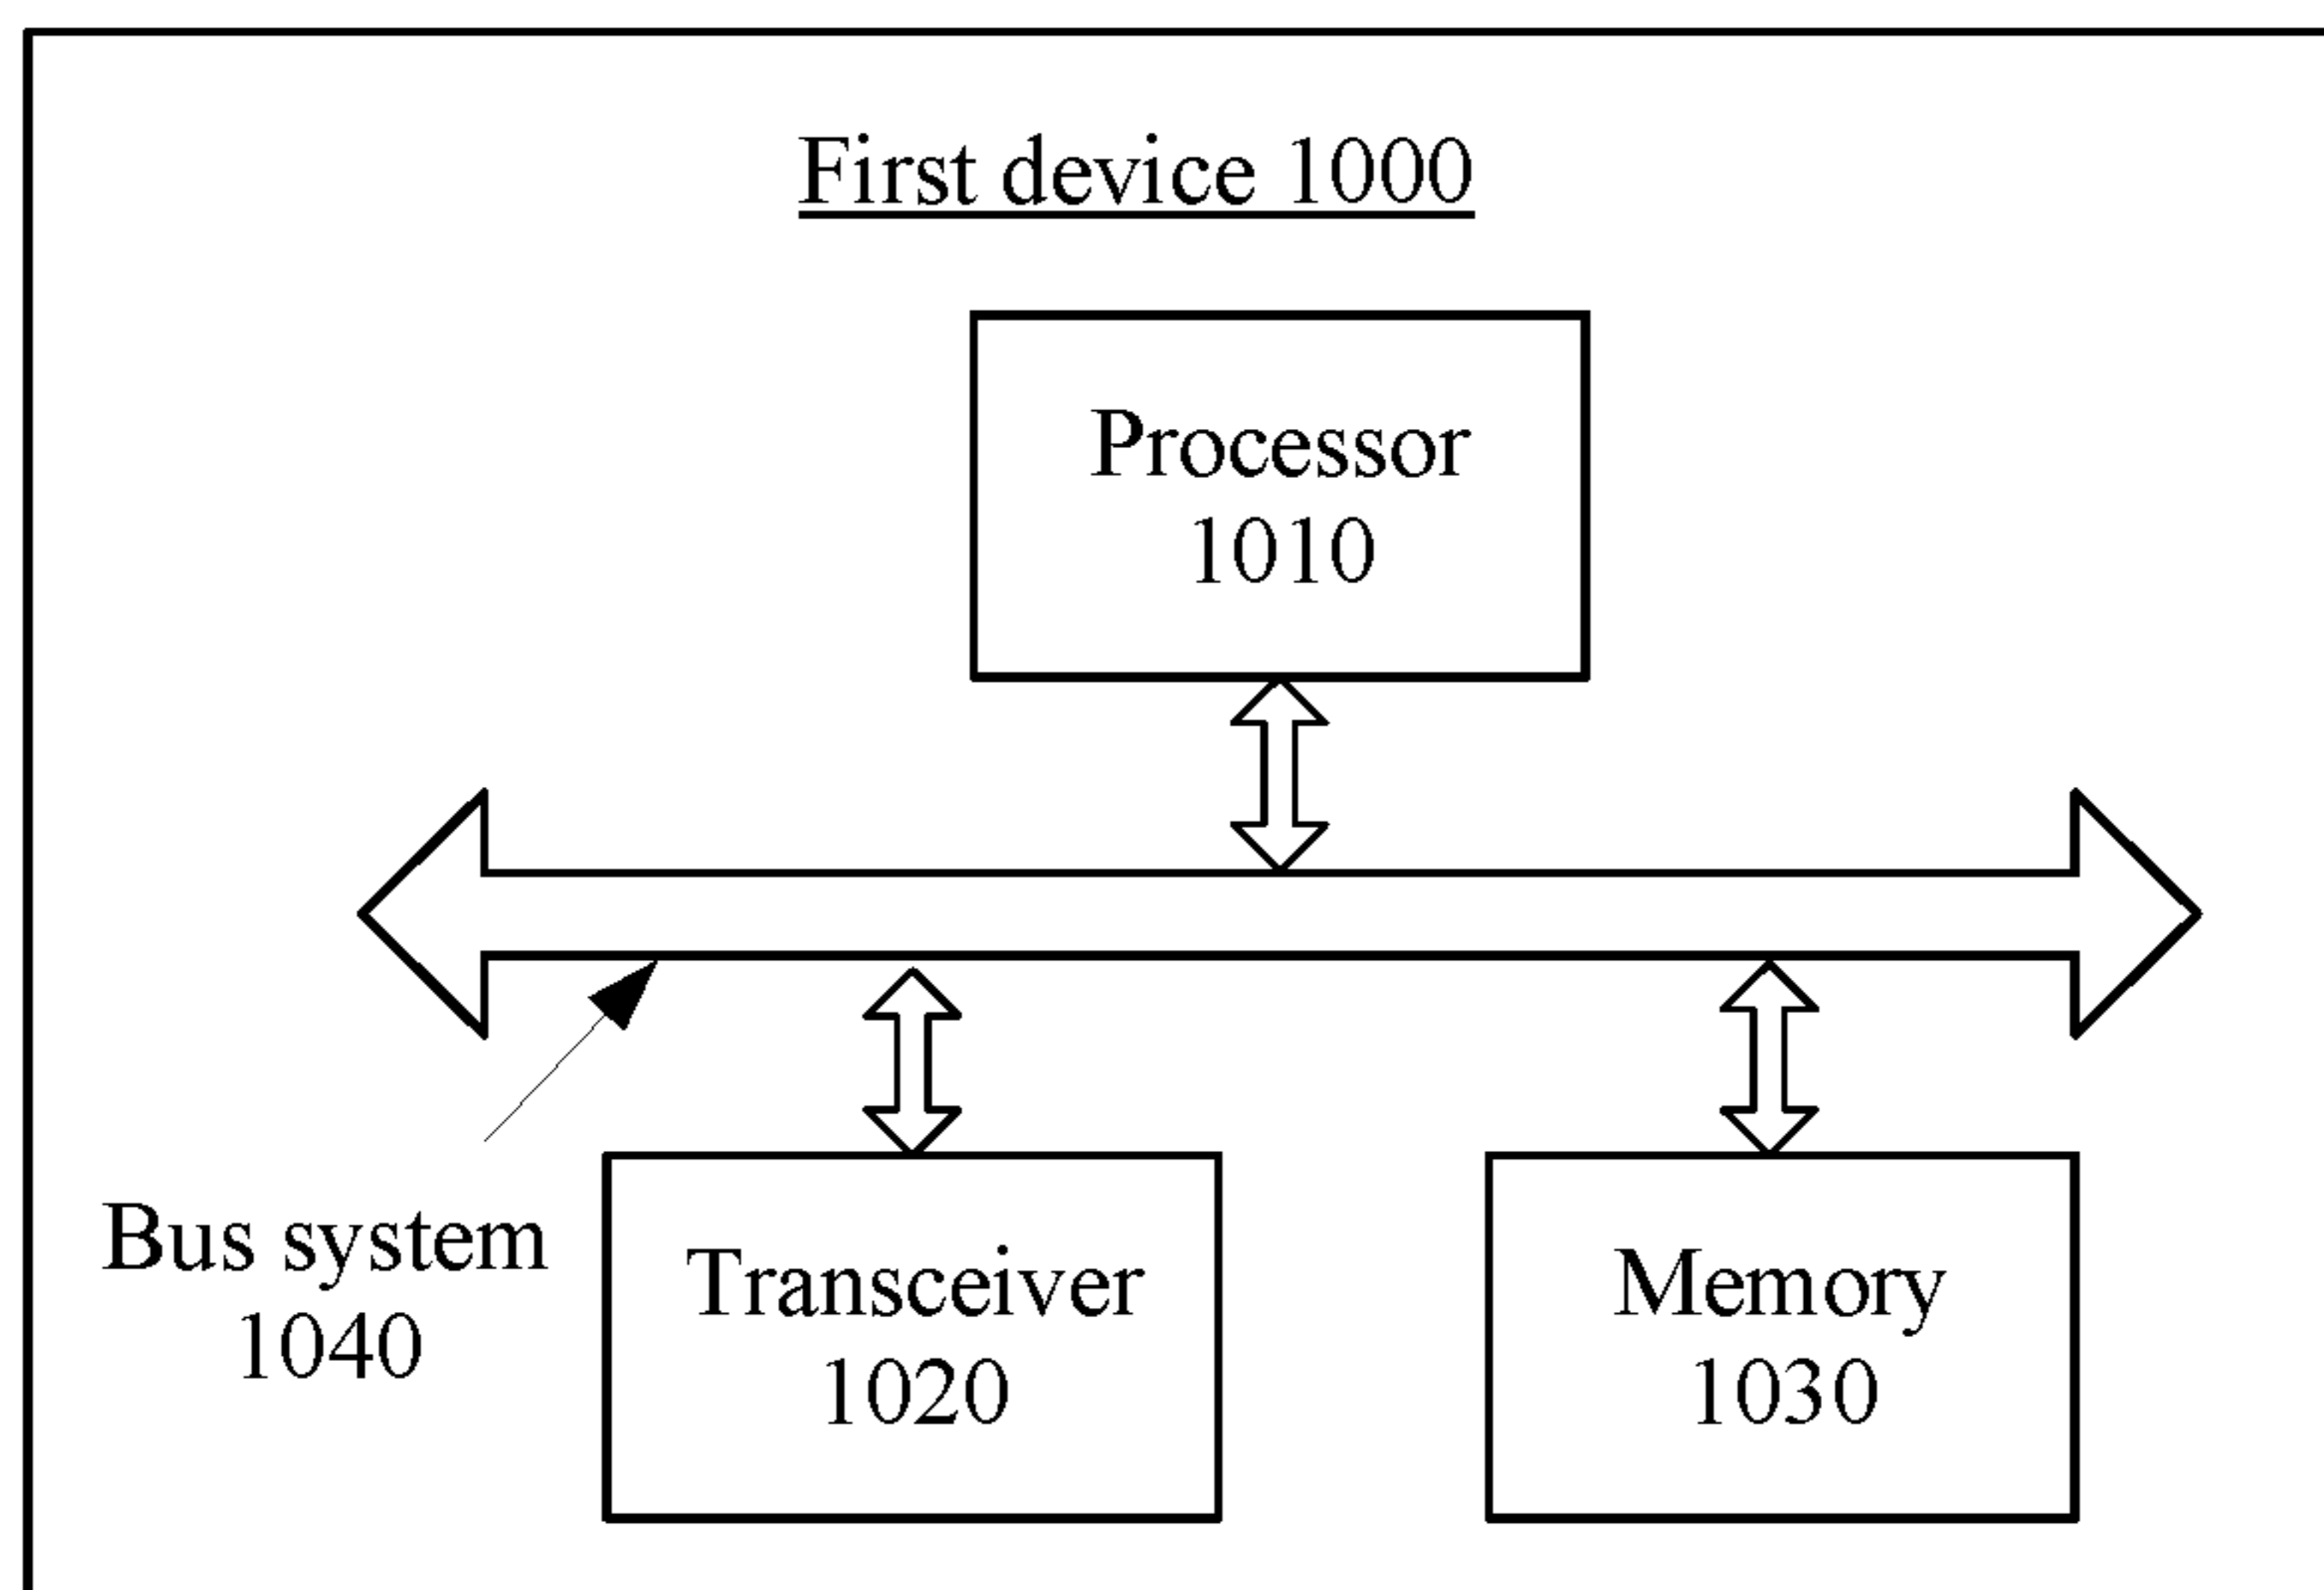 First device 1000
Processor
1010
Bus system
1040
Transceiver
1020
Memory
1030